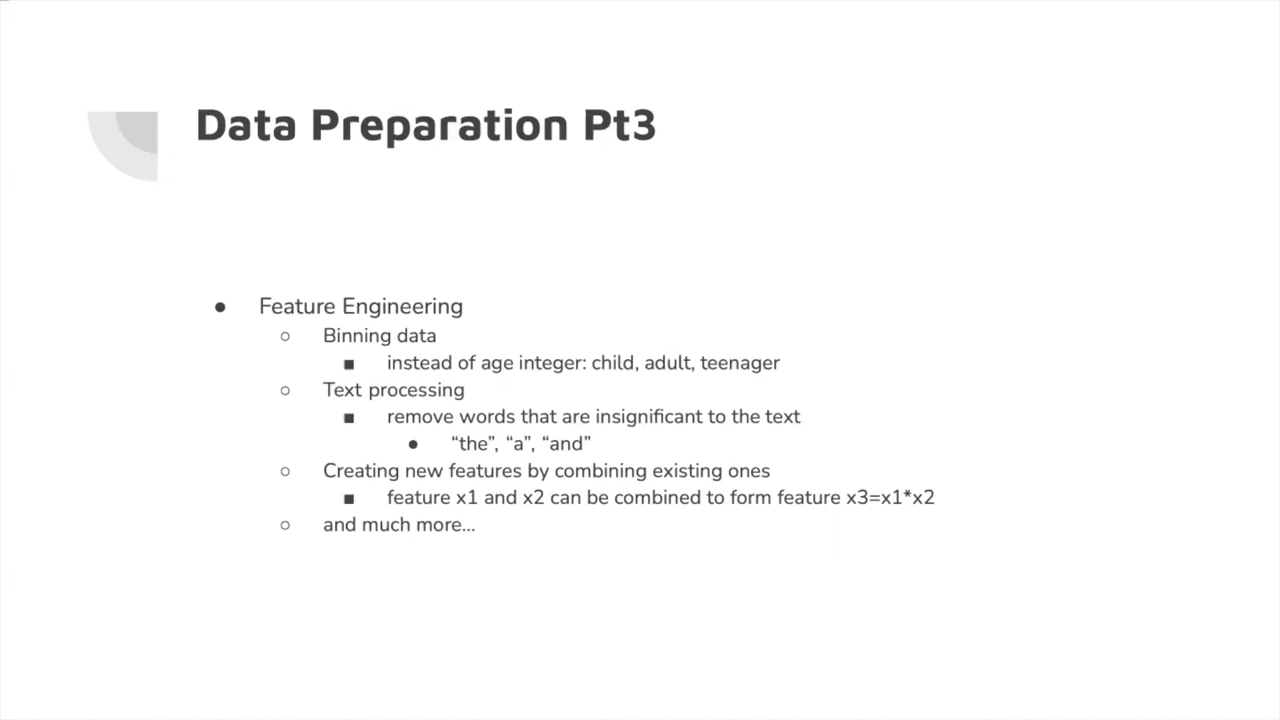 Data Preparation Pt3
● Feature Engineering
○ Binning data
■ instead of age integer: child, adult, teenager
○ Text processing
■ remove words that are insignificant to the text
● “the”, “a”, “and”
○ Creating new features by combining existing ones
■ feature x1 and x2 can be combined to form feature x3=x1*x2
○ and much more...